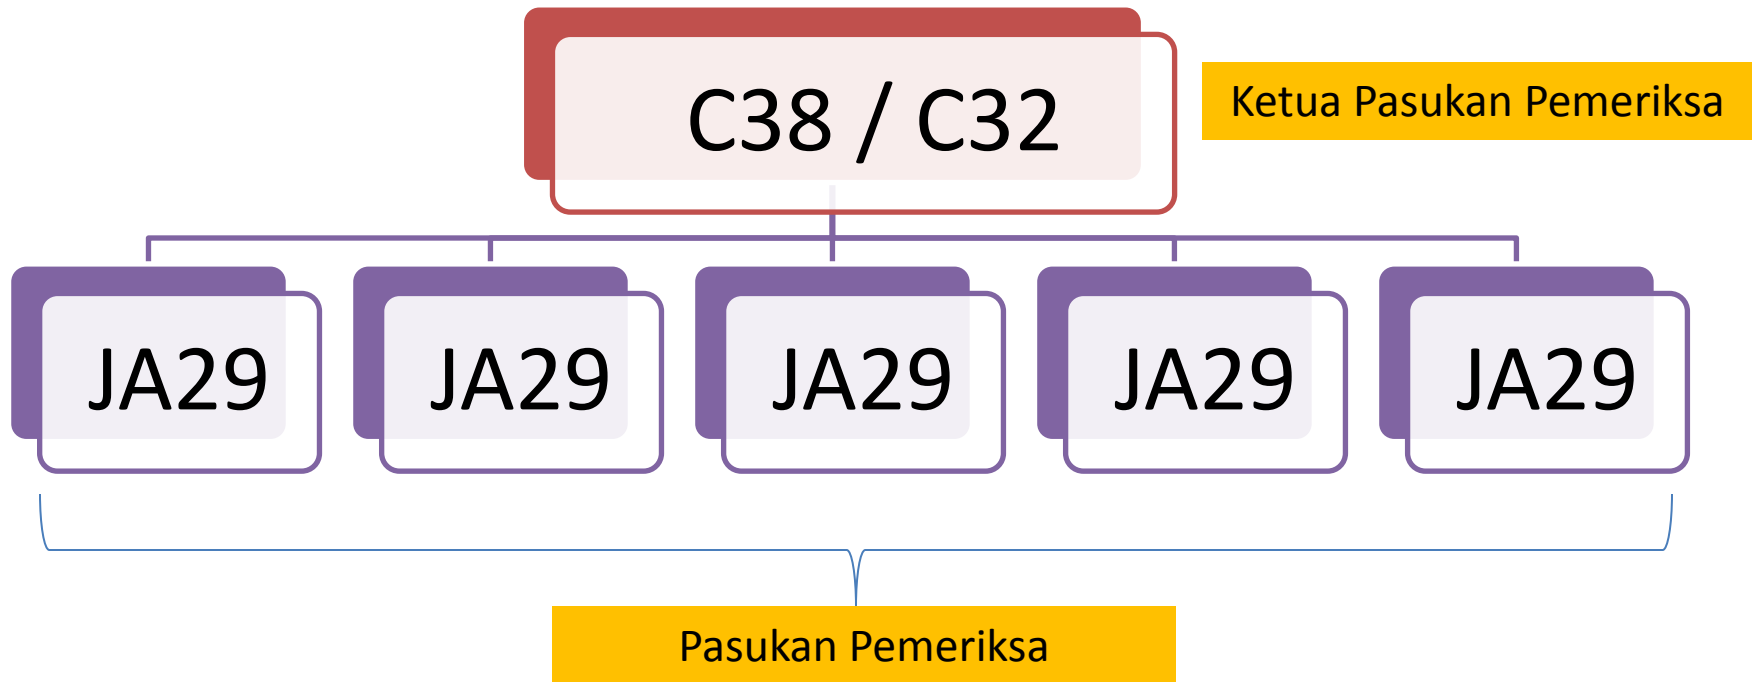 C38 / C32
Ketua Pasukan Pemeriksa
JA29
JA29
JA29
JA29
JA29
Pasukan Pemeriksa